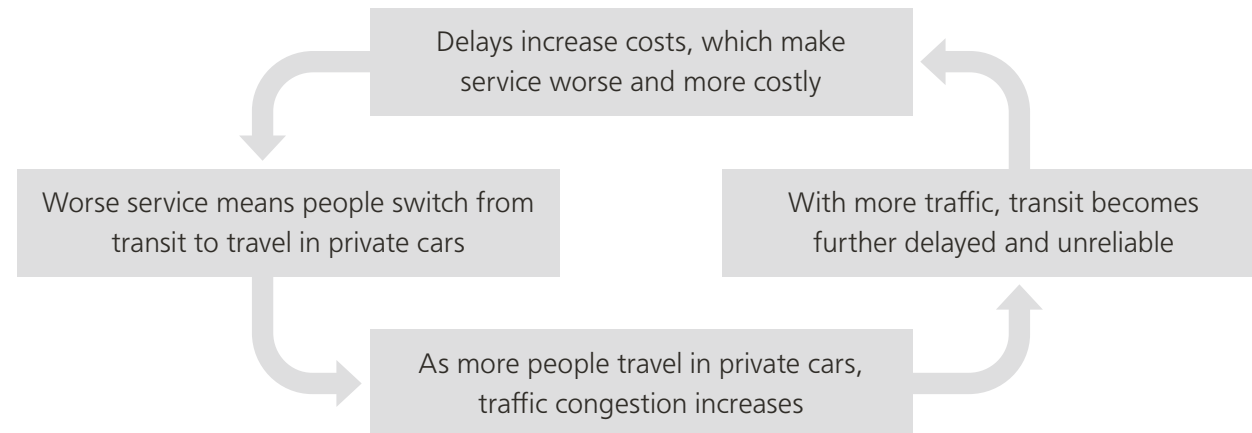 Delays increase costs, which make
service worse and more costly
Worse service means people switch from
transit to travel in private cars
With more traffic, transit becomes
further delayed and unreliable
As more people travel in private cars,
traffic congestion increases